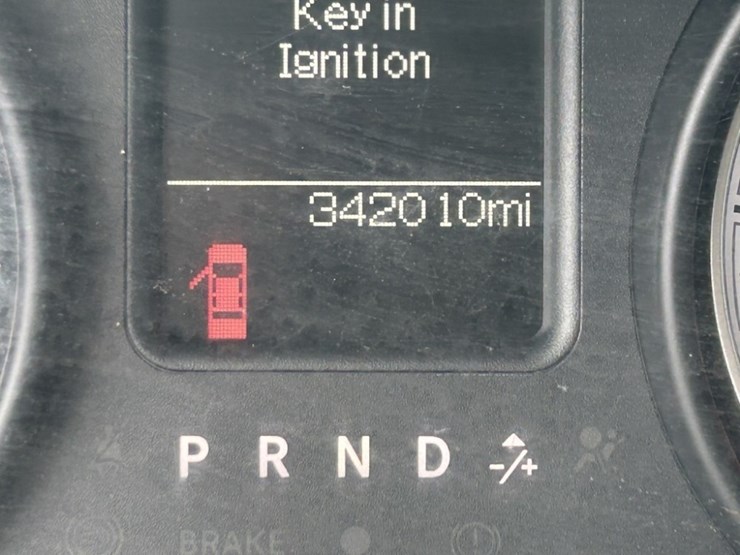 Key in
Ignition
342010mi
P R N D -/+
BRAKE